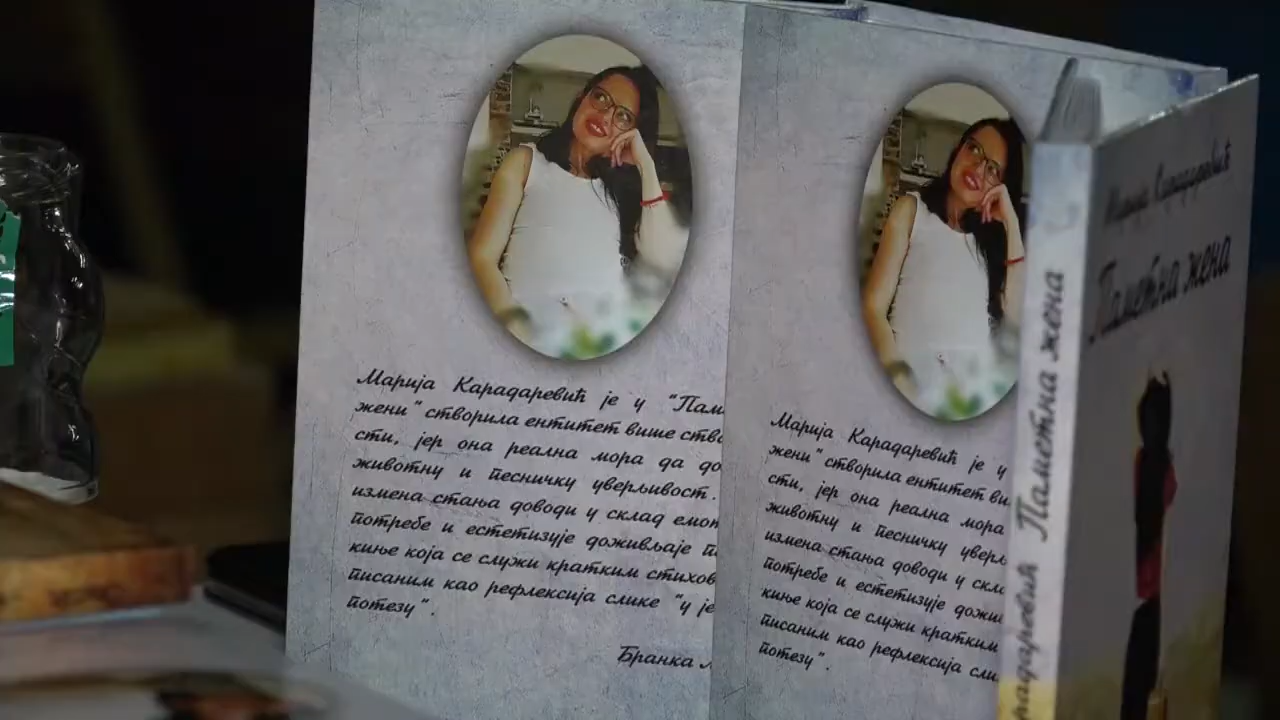 Марија Карадаревић је у "Пам
жени" створила ентитет више ство
сти, јер она реална мора да до
животну и песничку уверљивост.
измена стања доводи у склад емоц
потребе и естетизује доживљаје п
киње која се служи кратким стихов
писаним као рефлексија слике "у је
потезу".
Бранка
Марија Карадаревић је у
жени" створила ентитет ви
сти, јер она реална мора
животну и песничку уверљ
измена стања доводи у скл
потребе и естетизује дожи
киње која се служи кратким
писаним као рефлексија сли
потезу".
радаревић Паметна жена
Марија Карадаревић
Паметна жена